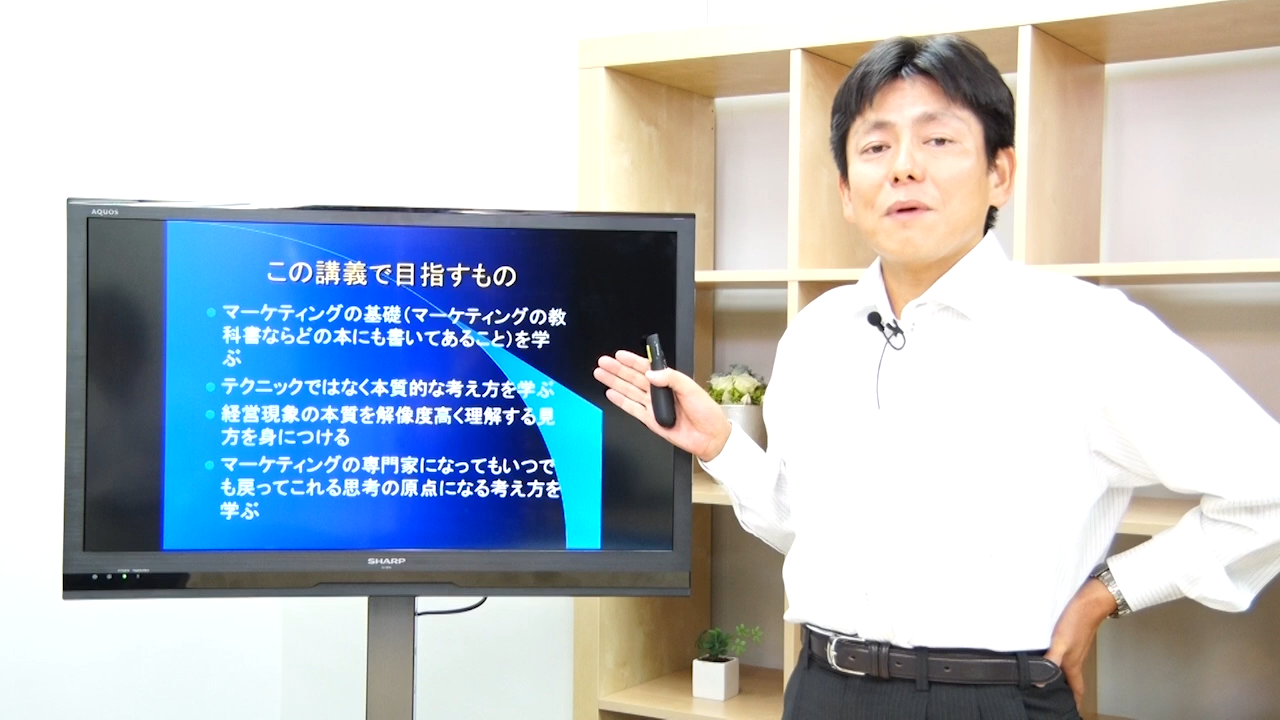 AQUOS
この講義で目指すもの
マーケティングの基礎(マーケティングの教
科書ならどの本にも書いてあること)を学
ぶ
テクニックではなく本質的な考え方を学ぶ
経営現象の本質を解像度高く理解する見
方を身につける
マーケティングの専門家になってもいつで
も戻ってこれる思考の原点になる考え方を
学ぶ
SHARP